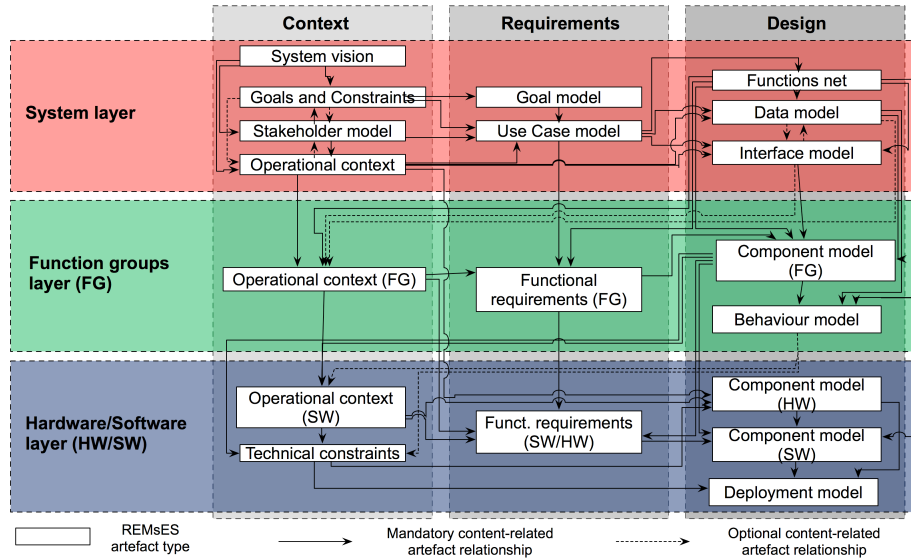 Context
Requirements
Design
System layer
System vision
Goals and Constraints
Stakeholder model
Operational context
Goal model
Use Case model
Functions net
Data model
Interface model
Function groups
layer (FG)
Operational context (FG)
Functional
requirements (FG)
Component model
(FG)
Behaviour model
Hardware/Software
layer (HW/SW)
Operational context
(SW)
Technical constraints
Funct. requirements
(SW/HW)
Component model
(HW)
Component model
(SW)
Deployment model
REMsES
artefact type
Mandatory content-related
artefact relationship
Optional content-related
artefact relationship